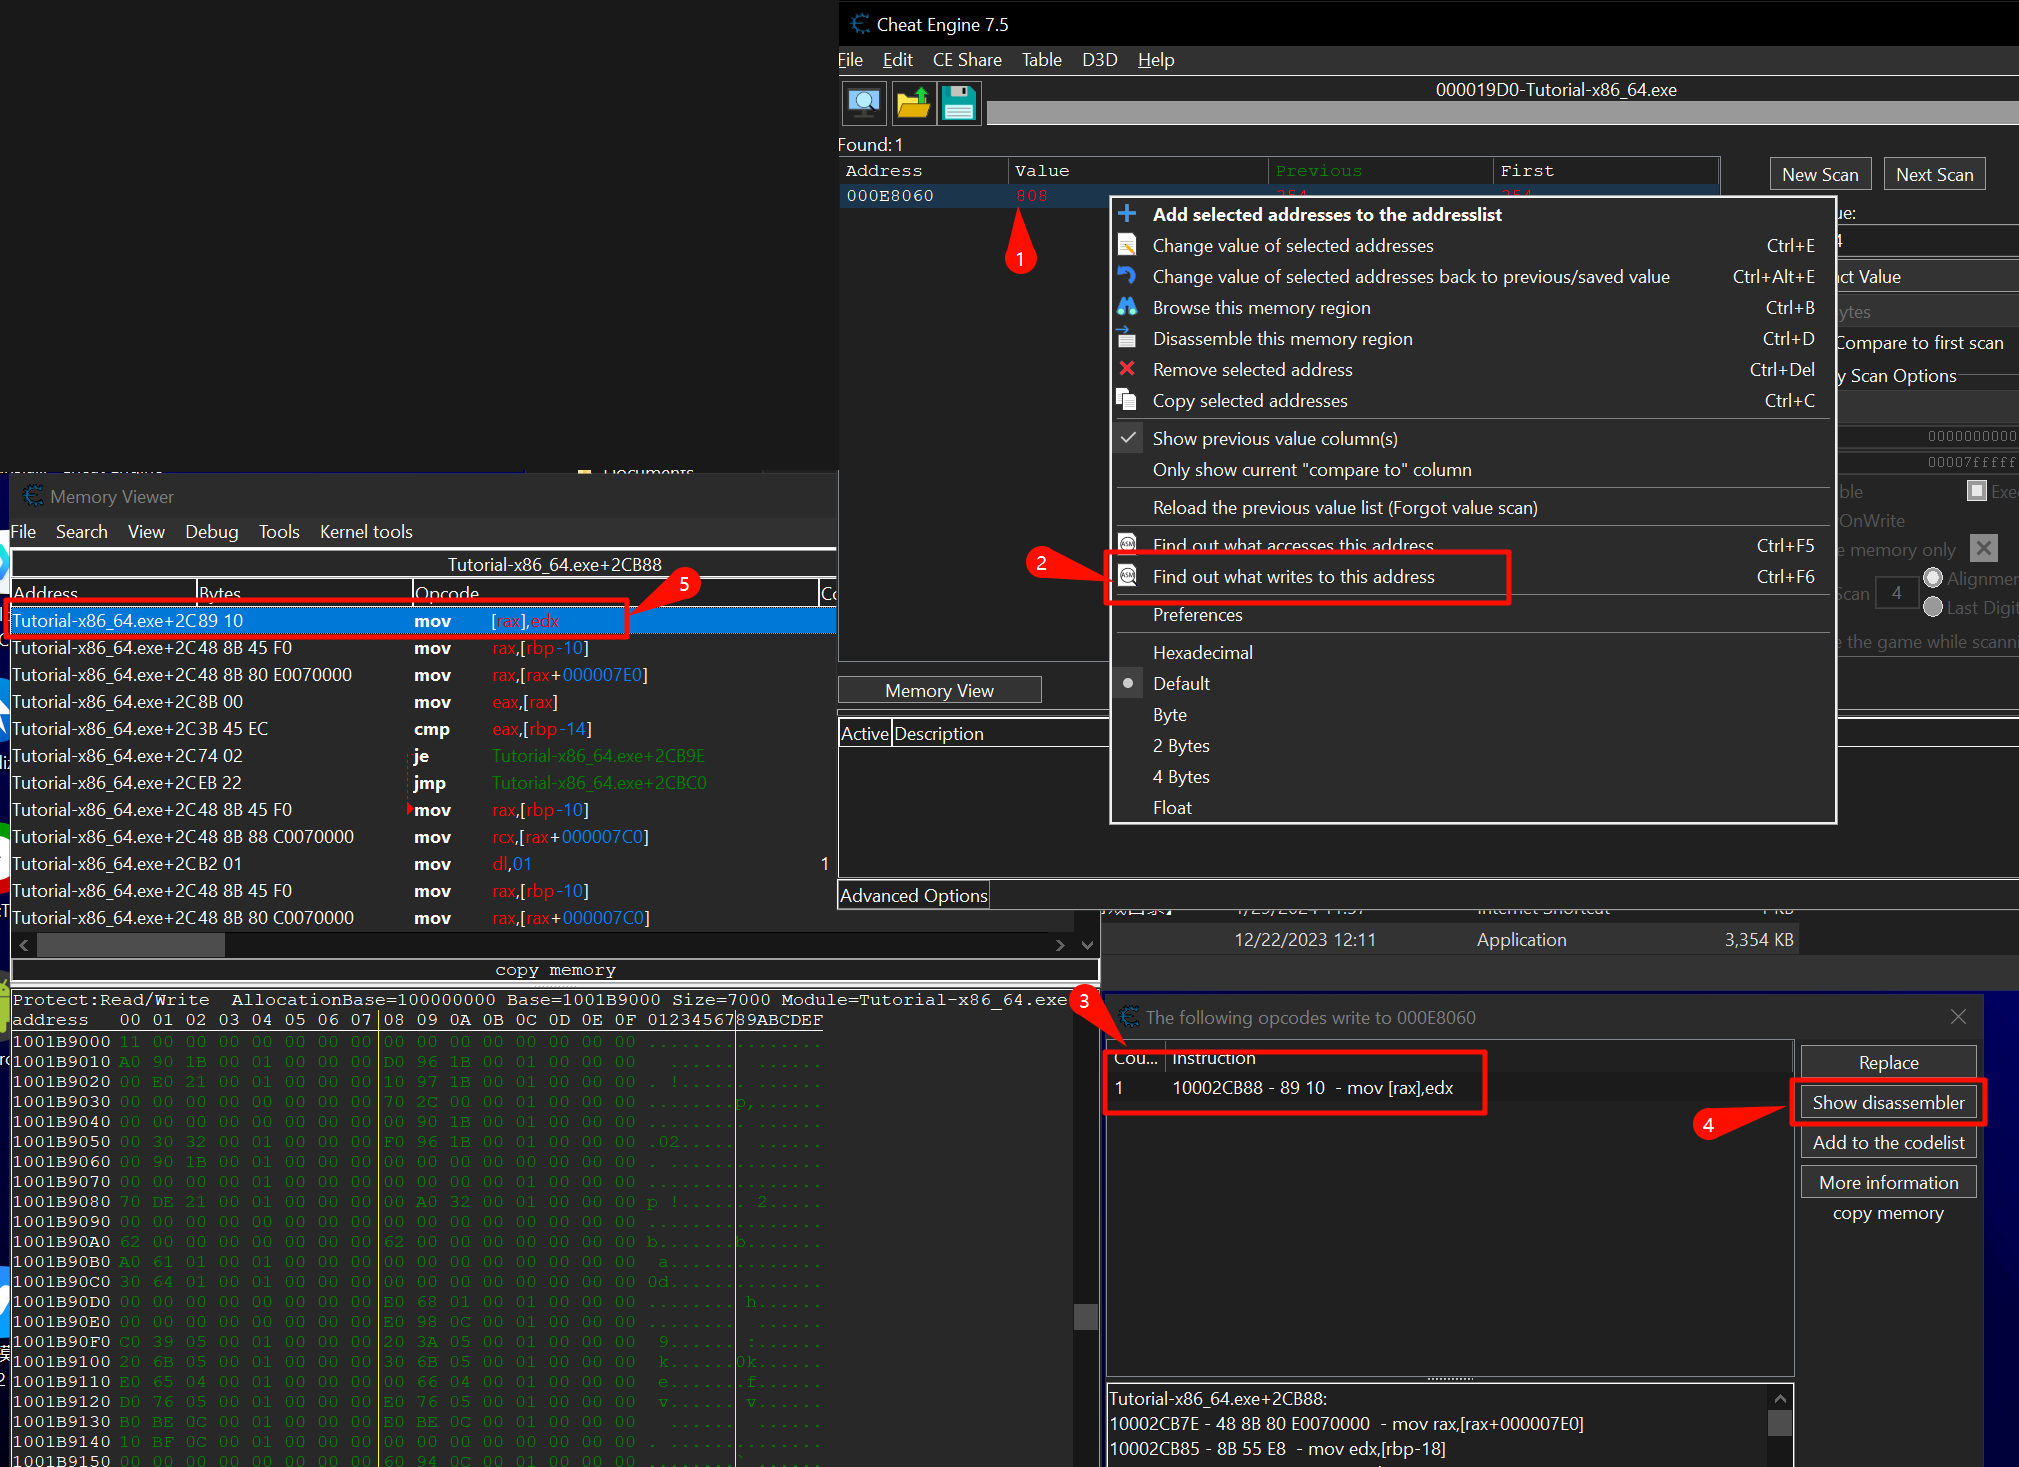 Cheat Engine 7.5
File Edit CE Share Table D3D Help
000019D0-Tutorial-x86_64.exe
Found: 1
Address Value Previous First
000E8060 808
New Scan Next Scan
1
Add selected addresses to the addresslist
Change value of selected addresses Ctrl+E
Change value of selected addresses back to previous/saved value Ctrl+Alt+E
Browse this memory region Ctrl+B
Disassemble this memory region Ctrl+D
Remove selected address Ctrl+Del
Copy selected addresses Ctrl+C
Show previous value column(s)
Only show current "compare to" column
Reload the previous value list (Forgot value scan)
Find out what accesses this address Ctrl+F5
2
Find out what writes to this address Ctrl+F6
Preferences
Hexadecimal
Default
Byte
2 Bytes
4 Bytes
Float
ue:
4
ct Value
ytes
Compare to first scan
y Scan Options
0000000000
00007fffff
ble Exe
OnWrite
e memory only
Scan 4 Alignmen
Last Digit
e the game while scanni
Memory View
Active Description
Advanced Options
Documents
Memory Viewer
File Search View Debug Tools Kernel tools
Tutorial-x86_64.exe+2CB88
Address Bytes Opcode Co
5
Tutorial-x86_64.exe+2C 89 10 mov [rax],edx
Tutorial-x86_64.exe+2C 48 8B 45 F0 mov rax,[rbp-10]
Tutorial-x86_64.exe+2C 48 8B 80 E0070000 mov rax,[rax+000007E0]
Tutorial-x86_64.exe+2C 8B 00 mov eax,[rax]
Tutorial-x86_64.exe+2C 3B 45 EC cmp eax,[rbp-14]
Tutorial-x86_64.exe+2C 74 02 je Tutorial-x86_64.exe+2CB9E
Tutorial-x86_64.exe+2C EB 22 jmp Tutorial-x86_64.exe+2CBC0
Tutorial-x86_64.exe+2C 48 8B 45 F0 mov rax,[rbp-10]
Tutorial-x86_64.exe+2C 48 8B 88 C0070000 mov rcx,[rax+000007C0]
Tutorial-x86_64.exe+2C B2 01 mov dl,01 1
Tutorial-x86_64.exe+2C 48 8B 45 F0 mov rax,[rbp-10]
Tutorial-x86_64.exe+2C 48 8B 80 C0070000 mov rax,[rax+000007C0]
copy memory
Protect:Read/Write AllocationBase=100000000 Base=1001B9000 Size=7000 Module=Tutorial-x86_64.exe
address 00 01 02 03 04 05 06 07 08 09 0A 0B 0C 0D 0E 0F 0123456789ABCDEF
1001B9000 11 00 00 00 00 00 00 00 00 00 00 00 00 00 00 00
1001B9010 A0 90 1B 00 01 00 00 00 D0 96 1B 00 01 00 00 00
1001B9020 00 E0 21 00 01 00 00 00 10 97 1B 00 01 00 00 00
1001B9030 00 00 00 00 00 00 00 00 70 2C 00 00 01 00 00 00
1001B9040 00 00 00 00 00 00 00 00 00 90 1B 00 01 00 00 00
1001B9050 00 30 32 00 01 00 00 00 F0 96 1B 00 01 00 00 00
1001B9060 00 90 1B 00 01 00 00 00 00 00 00 00 00 00 00 00
1001B9070 00 00 00 00 00 00 00 00 00 00 00 00 01 00 00 00
1001B9080 70 DE 21 00 01 00 00 00 00 A0 32 00 01 00 00 00
1001B9090 00 00 00 00 00 00 00 00 00 00 00 00 00 00 00 00
1001B90A0 62 00 00 00 00 00 00 00 62 00 00 00 00 00 00 00
1001B90B0 A0 61 01 00 01 00 00 00 00 00 00 00 00 00 00 00
1001B90C0 30 64 01 00 01 00 00 00 00 00 00 00 00 00 00 00
1001B90D0 00 00 00 00 00 00 00 00 E0 68 01 00 01 00 00 00
1001B90E0 00 00 00 00 00 00 00 00 E0 98 0C 00 01 00 00 00
1001B90F0 C0 39 05 00 01 00 00 00 20 3A 05 00 01 00 00 00
1001B9100 20 6B 05 00 01 00 00 00 30 6B 05 00 01 00 00 00
1001B9110 E0 65 04 00 01 00 00 00 00 66 04 00 01 00 00 00
1001B9120 D0 76 05 00 01 00 00 00 E0 76 05 00 01 00 00 00
1001B9130 B0 BE 0C 00 01 00 00 00 E0 BE 0C 00 01 00 00 00
1001B9140 10 BF 0C 00 01 00 00 00 00 00 00 00 00 00 00 00
1001B9150 00 00 00 00 00 00 00 00 60 94 0C 00 01 00 00 00
Internet Shortcut
12/22/2023 12:11 Application 3,354 KB
3
The following opcodes write to 000E8060
Cou... Instruction
1 10002CB88 - 89 10 - mov [rax],edx
Replace
4
Show disassembler
Add to the codelist
More information
copy memory
Tutorial-x86_64.exe+2CB88:
10002CB7E - 48 8B 80 E0070000 - mov rax,[rax+000007E0]
10002CB85 - 8B 55 E8 - mov edx,[rbp-18]